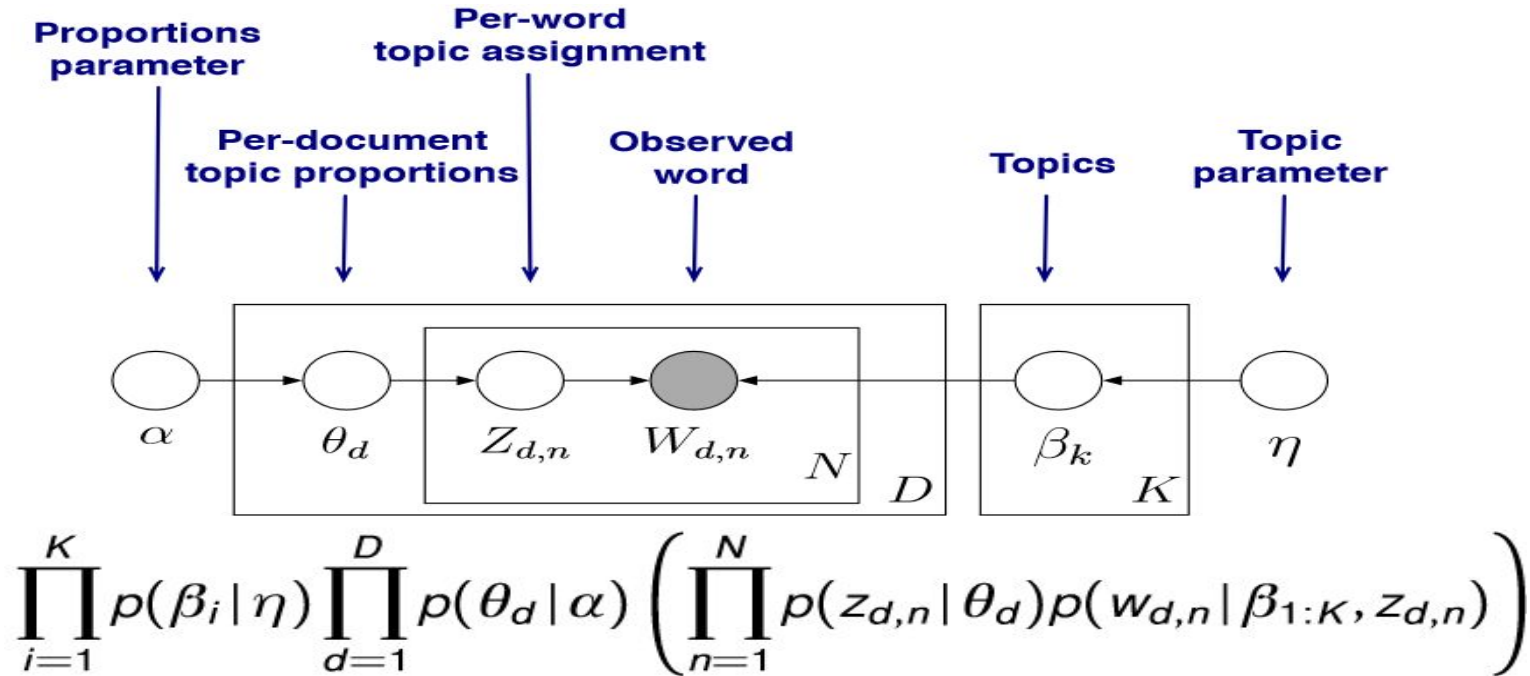 Proportions
parameter
Per-word
topic assignment
Per-document
topic proportions
Observed
word
Topics
Topic
parameter
α
θ_d
Z_{d,n}
W_{d,n}
N
D
β_k
K
η
∏_{i=1}^{K} p(β_i | η) ∏_{d=1}^{D} p(θ_d | α) ( ∏_{n=1}^{N} p(z_{d,n} | θ_d) p(w_{d,n} | β_{1:K}, z_{d,n}) )